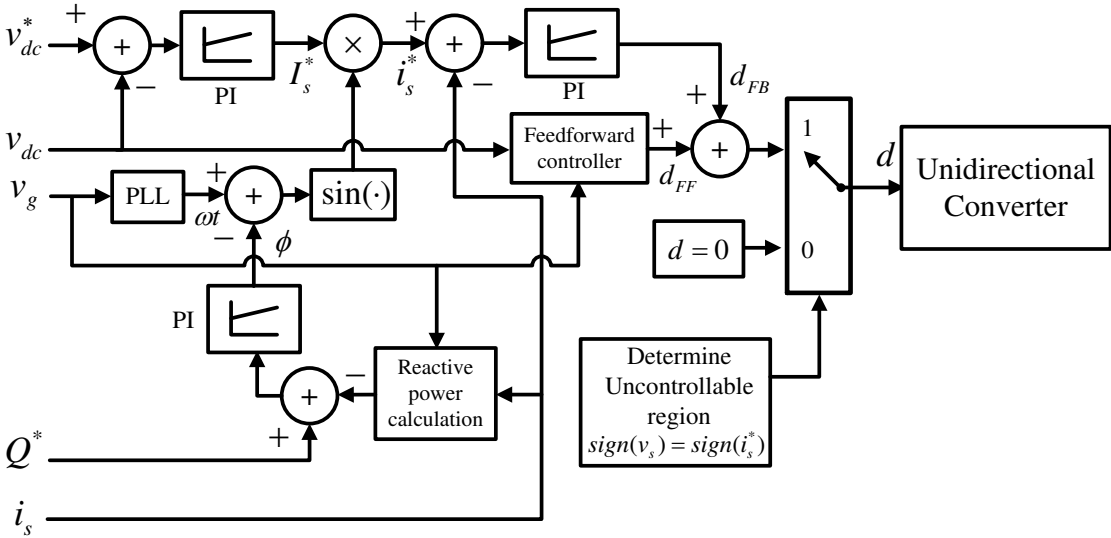 v*dc
+
+
−
PI
I*s
×
i*s
+
+
−
PI
dFB
+
vdc
Feedforward
controller
+
dFF
+
1
0
d
Unidirectional
Converter
vg
PLL
+
ωt
+
−
sin(·)
ϕ
d = 0
PI
Reactive
power
calculation
−
+
+
Q*
is
Determine
Uncontrollable
region
sign(vs) = sign(i*s)